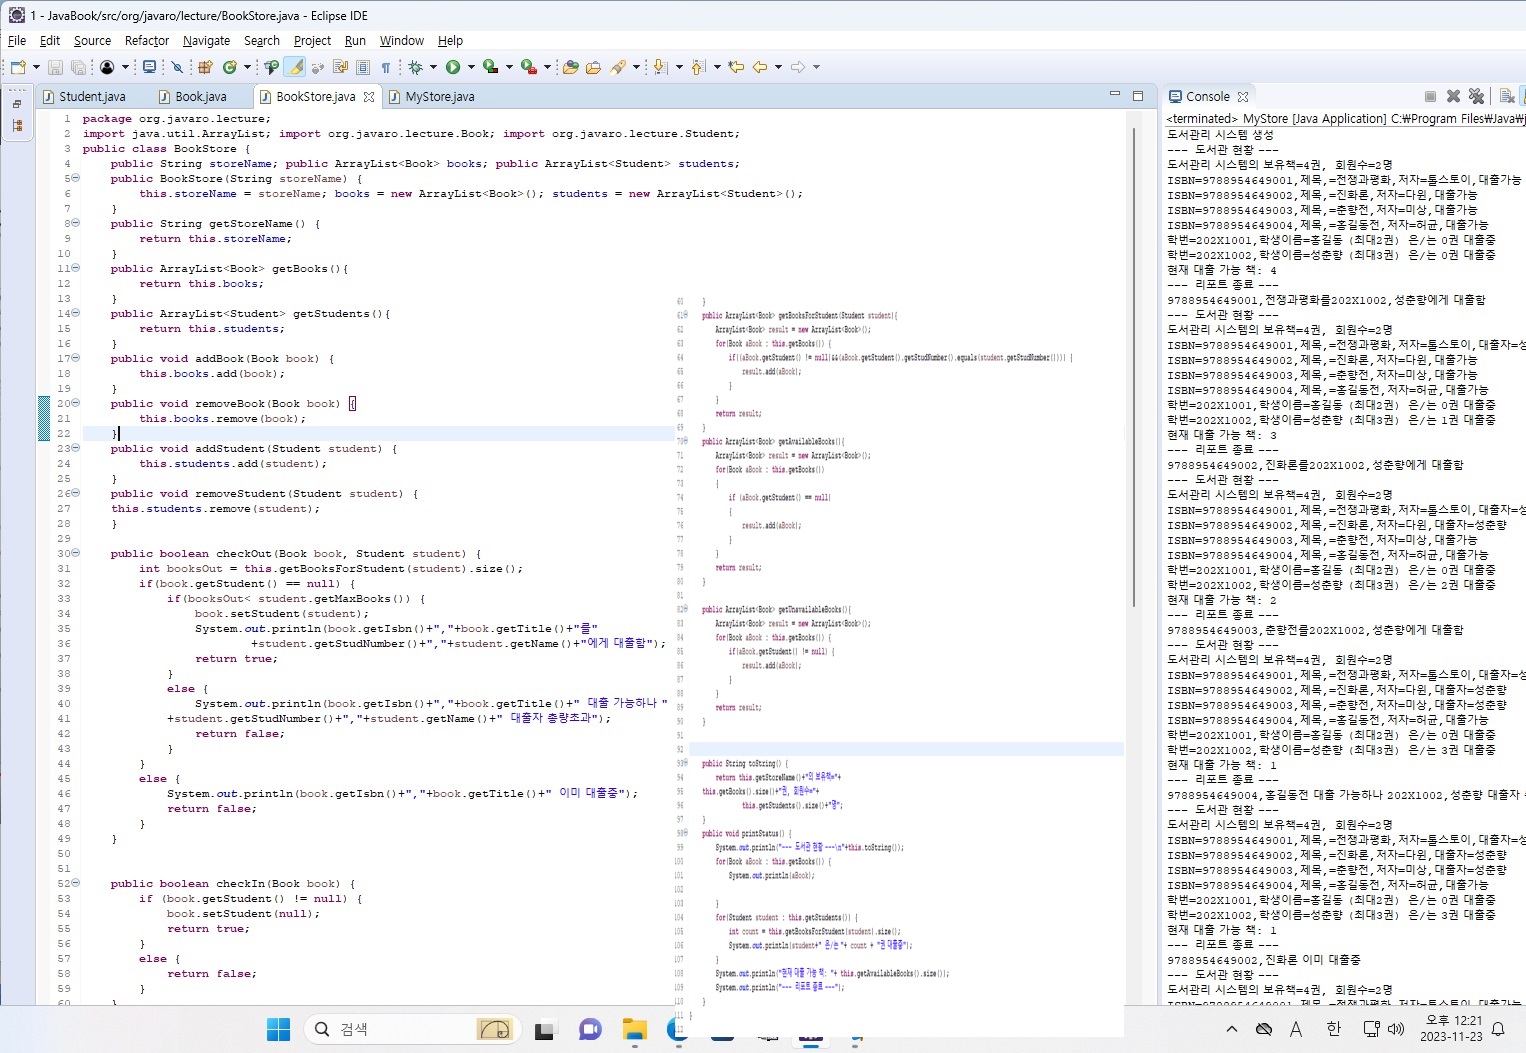 1 - JavaBook/src/org/javaro/lecture/BookStore.java - Eclipse IDE
File Edit Source Refactor Navigate Search Project Run Window Help
Student.java Book.java BookStore.java MyStore.java
1 package org.javaro.lecture;
2 import java.util.ArrayList; import org.javaro.lecture.Book; import org.javaro.lecture.Student;
3 public class BookStore {
4 public String storeName; public ArrayList<Book> books; public ArrayList<Student> students;
5 public BookStore(String storeName) {
6 this.storeName = storeName; books = new ArrayList<Book>(); students = new ArrayList<Student>();
7 }
8 public String getStoreName() {
9 return this.storeName;
10 }
11 public ArrayList<Book> getBooks(){
12 return this.books;
13 }
14 public ArrayList<Student> getStudents(){
15 return this.students;
16 }
17 public void addBook(Book book) {
18 this.books.add(book);
19 }
20 public void removeBook(Book book) {
21 this.books.remove(book);
22 }
23 public void addStudent(Student student) {
24 this.students.add(student);
25 }
26 public void removeStudent(Student student) {
27 this.students.remove(student);
28 }
29
30 public boolean checkOut(Book book, Student student) {
31 int booksOut = this.getBooksForStudent(student).size();
32 if(book.getStudent() == null) {
33 if(booksOut< student.getMaxBooks()) {
34 book.setStudent(student);
35 System.out.println(book.getIsbn()+","+book.getTitle()+"를"
36 +student.getStudNumber()+","+student.getName()+"에게 대출함");
37 return true;
38 }
39 else {
40 System.out.println(book.getIsbn()+","+book.getTitle()+" 대출 가능하나 "
41 +student.getStudNumber()+","+student.getName()+" 대출자 총량초과");
42 return false;
43 }
44 }
45 else {
46 System.out.println(book.getIsbn()+","+book.getTitle()+" 이미 대출중");
47 return false;
48 }
49 }
50
51
52 public boolean checkIn(Book book) {
53 if (book.getStudent() != null) {
54 book.setStudent(null);
55 return true;
56 }
57 else {
58 return false;
59 }
60 }
60 }
61 public ArrayList<Book> getBooksForStudent(Student student){
62 ArrayList<Book> result = new ArrayList<Book>();
63 for(Book aBook : this.getBooks()) {
64 if((aBook.getStudent() != null)&&(aBook.getStudent().getStudNumber().equals(student.getStudNumber()))) {
65 result.add(aBook);
66 }
67 }
68 return result;
69 }
70 public ArrayList<Book> getAvailableBooks(){
71 ArrayList<Book> result = new ArrayList<Book>();
72 for(Book aBook : this.getBooks())
73 {
74 if (aBook.getStudent() == null)
75 {
76 result.add(aBook);
77 }
78 }
79 return result;
80 }
81
82 public ArrayList<Book> getUnavailableBooks(){
83 ArrayList<Book> result = new ArrayList<Book>();
84 for(Book aBook : this.getBooks()) {
85 if(aBook.getStudent() != null) {
86 result.add(aBook);
87 }
88 }
89 return result;
90 }
91
92
93 public String toString() {
94 return this.getStoreName()+"의 보유책="+
95 this.getBooks().size()+"권, 회원수="+
96 this.getStudents().size()+"명";
97 }
98 public void printStatus() {
99 System.out.println("--- 도서관 현황 ---\n"+this.toString());
100 for(Book aBook : this.getBooks()) {
101 System.out.println(aBook);
102
103 }
104 for(Student student : this.getStudents()) {
105 int count = this.getBooksForStudent(student).size();
106 System.out.println(student+" 은/는 "+ count + "권 대출중");
107 }
108 System.out.println("현재 대출 가능 책: "+ this.getAvailableBooks().size());
109 System.out.println("--- 리포트 종료 ---");
110 }
111 }
112
Console
<terminated> MyStore [Java Application] C:￦Program Files￦Java￦j
도서관리 시스템 생성
--- 도서관 현황 ---
도서관리 시스템의 보유책=4권, 회원수=2명
ISBN=9788954649001,제목,=전쟁과평화,저자=톨스토이,대출가능
ISBN=9788954649002,제목,=진화론,저자=다윈,대출가능
ISBN=9788954649003,제목,=춘향전,저자=미상,대출가능
ISBN=9788954649004,제목,=홍길동전,저자=허균,대출가능
학번=202X1001,학생이름=홍길동 (최대2권) 은/는 0권 대출중
학번=202X1002,학생이름=성춘향 (최대3권) 은/는 0권 대출중
현재 대출 가능 책: 4
--- 리포트 종료 ---
9788954649001,전쟁과평화를202X1002,성춘향에게 대출함
--- 도서관 현황 ---
도서관리 시스템의 보유책=4권, 회원수=2명
ISBN=9788954649001,제목,=전쟁과평화,저자=톨스토이,대출자=성
ISBN=9788954649002,제목,=진화론,저자=다윈,대출가능
ISBN=9788954649003,제목,=춘향전,저자=미상,대출가능
ISBN=9788954649004,제목,=홍길동전,저자=허균,대출가능
학번=202X1001,학생이름=홍길동 (최대2권) 은/는 0권 대출중
학번=202X1002,학생이름=성춘향 (최대3권) 은/는 1권 대출중
현재 대출 가능 책: 3
--- 리포트 종료 ---
9788954649002,진화론를202X1002,성춘향에게 대출함
--- 도서관 현황 ---
도서관리 시스템의 보유책=4권, 회원수=2명
ISBN=9788954649001,제목,=전쟁과평화,저자=톨스토이,대출자=성
ISBN=9788954649002,제목,=진화론,저자=다윈,대출자=성춘향
ISBN=9788954649003,제목,=춘향전,저자=미상,대출가능
ISBN=9788954649004,제목,=홍길동전,저자=허균,대출가능
학번=202X1001,학생이름=홍길동 (최대2권) 은/는 0권 대출중
학번=202X1002,학생이름=성춘향 (최대3권) 은/는 2권 대출중
현재 대출 가능 책: 2
--- 리포트 종료 ---
9788954649003,춘향전를202X1002,성춘향에게 대출함
--- 도서관 현황 ---
도서관리 시스템의 보유책=4권, 회원수=2명
ISBN=9788954649001,제목,=전쟁과평화,저자=톨스토이,대출자=성
ISBN=9788954649002,제목,=진화론,저자=다윈,대출자=성춘향
ISBN=9788954649003,제목,=춘향전,저자=미상,대출자=성춘향
ISBN=9788954649004,제목,=홍길동전,저자=허균,대출가능
학번=202X1001,학생이름=홍길동 (최대2권) 은/는 0권 대출중
학번=202X1002,학생이름=성춘향 (최대3권) 은/는 3권 대출중
현재 대출 가능 책: 1
--- 리포트 종료 ---
9788954649004,홍길동전 대출 가능하나 202X1002,성춘향 대출자
--- 도서관 현황 ---
도서관리 시스템의 보유책=4권, 회원수=2명
ISBN=9788954649001,제목,=전쟁과평화,저자=톨스토이,대출자=성
ISBN=9788954649002,제목,=진화론,저자=다윈,대출자=성춘향
ISBN=9788954649003,제목,=춘향전,저자=미상,대출자=성춘향
ISBN=9788954649004,제목,=홍길동전,저자=허균,대출가능
학번=202X1001,학생이름=홍길동 (최대2권) 은/는 0권 대출중
학번=202X1002,학생이름=성춘향 (최대3권) 은/는 3권 대출중
현재 대출 가능 책: 1
--- 리포트 종료 ---
9788954649002,진화론 이미 대출중
--- 도서관 현황 ---
도서관리 시스템의 보유책=4권, 회원수=2명
검색
A 한
오후 12:21
2023-11-23